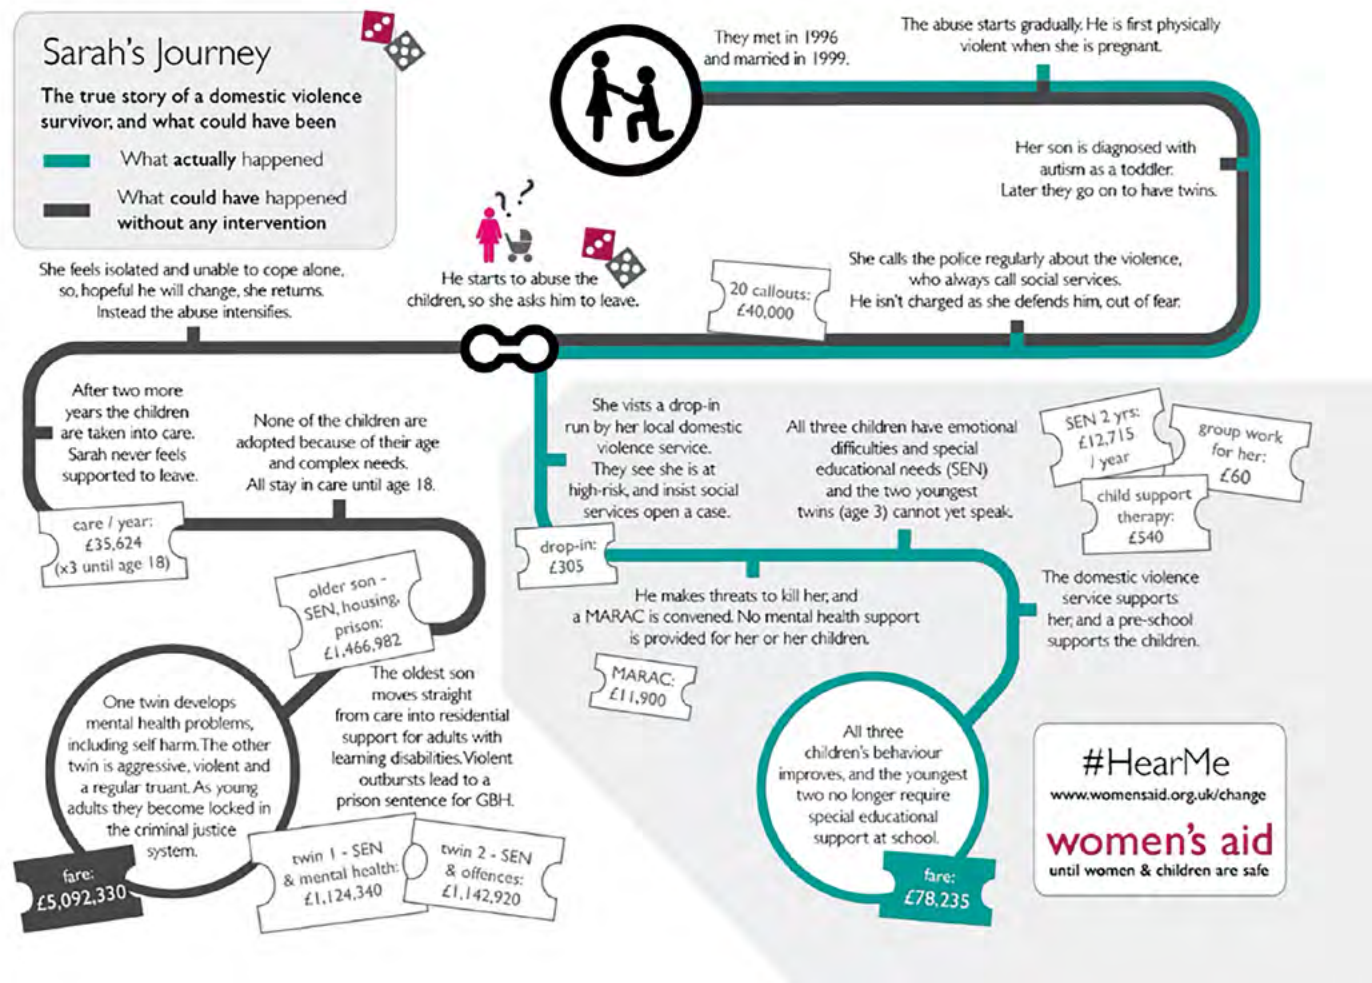 Sarah's Journey
The true story of a domestic violence
survivor, and what could have been
What actually happened
What could have happened
without any intervention
They met in 1996
and married in 1999.
The abuse starts gradually. He is first physically
violent when she is pregnant.
Her son is diagnosed with
autism as a toddler.
Later they go on to have twins.
She calls the police regularly about the violence,
who always call social services.
He isn't charged as she defends him, out of fear.
20 callouts:
£40,000
? ?
He starts to abuse the
children, so she asks him to leave.
She feels isolated and unable to cope alone,
so, hopeful he will change, she returns.
Instead the abuse intensifies.
After two more
years the children
are taken into care.
Sarah never feels
supported to leave.
care / year:
£35,624
(x3 until age 18)
None of the children are
adopted because of their age
and complex needs.
All stay in care until age 18.
older son -
SEN, housing,
prison:
£1,466,982
The oldest son
moves straight
from care into residential
support for adults with
learning disabilities. Violent
outbursts lead to a
prison sentence for GBH.
One twin develops
mental health problems,
including self harm. The other
twin is aggressive, violent and
a regular truant. As young
adults they become locked in
the criminal justice
system.
fare:
£5,092,330
twin 1 - SEN
& mental health:
£1,124,340
twin 2 - SEN
& offences:
£1,142,920
She vists a drop-in
run by her local domestic
violence service.
They see she is at
high-risk, and insist social
services open a case.
drop-in:
£305
He makes threats to kill her, and
a MARAC is convened. No mental health support
is provided for her or her children.
MARAC:
£11,900
All three children have emotional
difficulties and special
educational needs (SEN)
and the two youngest
twins (age 3) cannot yet speak.
SEN 2 yrs:
£12,715
/ year
group work
for her:
£60
child support
therapy:
£540
The domestic violence
service supports
her, and a pre-school
supports the children.
All three
children's behaviour
improves, and the youngest
two no longer require
special educational
support at school.
fare:
£78,235
#HearMe
www.womensaid.org.uk/change
women's aid
until women & children are safe